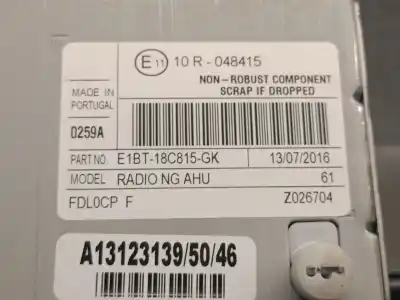 E11 10 R - 048415
NON - ROBUST COMPONENT
SCRAP IF DROPPED
MADE IN
PORTUGAL
0259A
PART NO. E1BT-18C815-GK 13/07/2016
MODEL RADIO NG AHU 61
FDL0CP F Z026704
A13123139/50/46